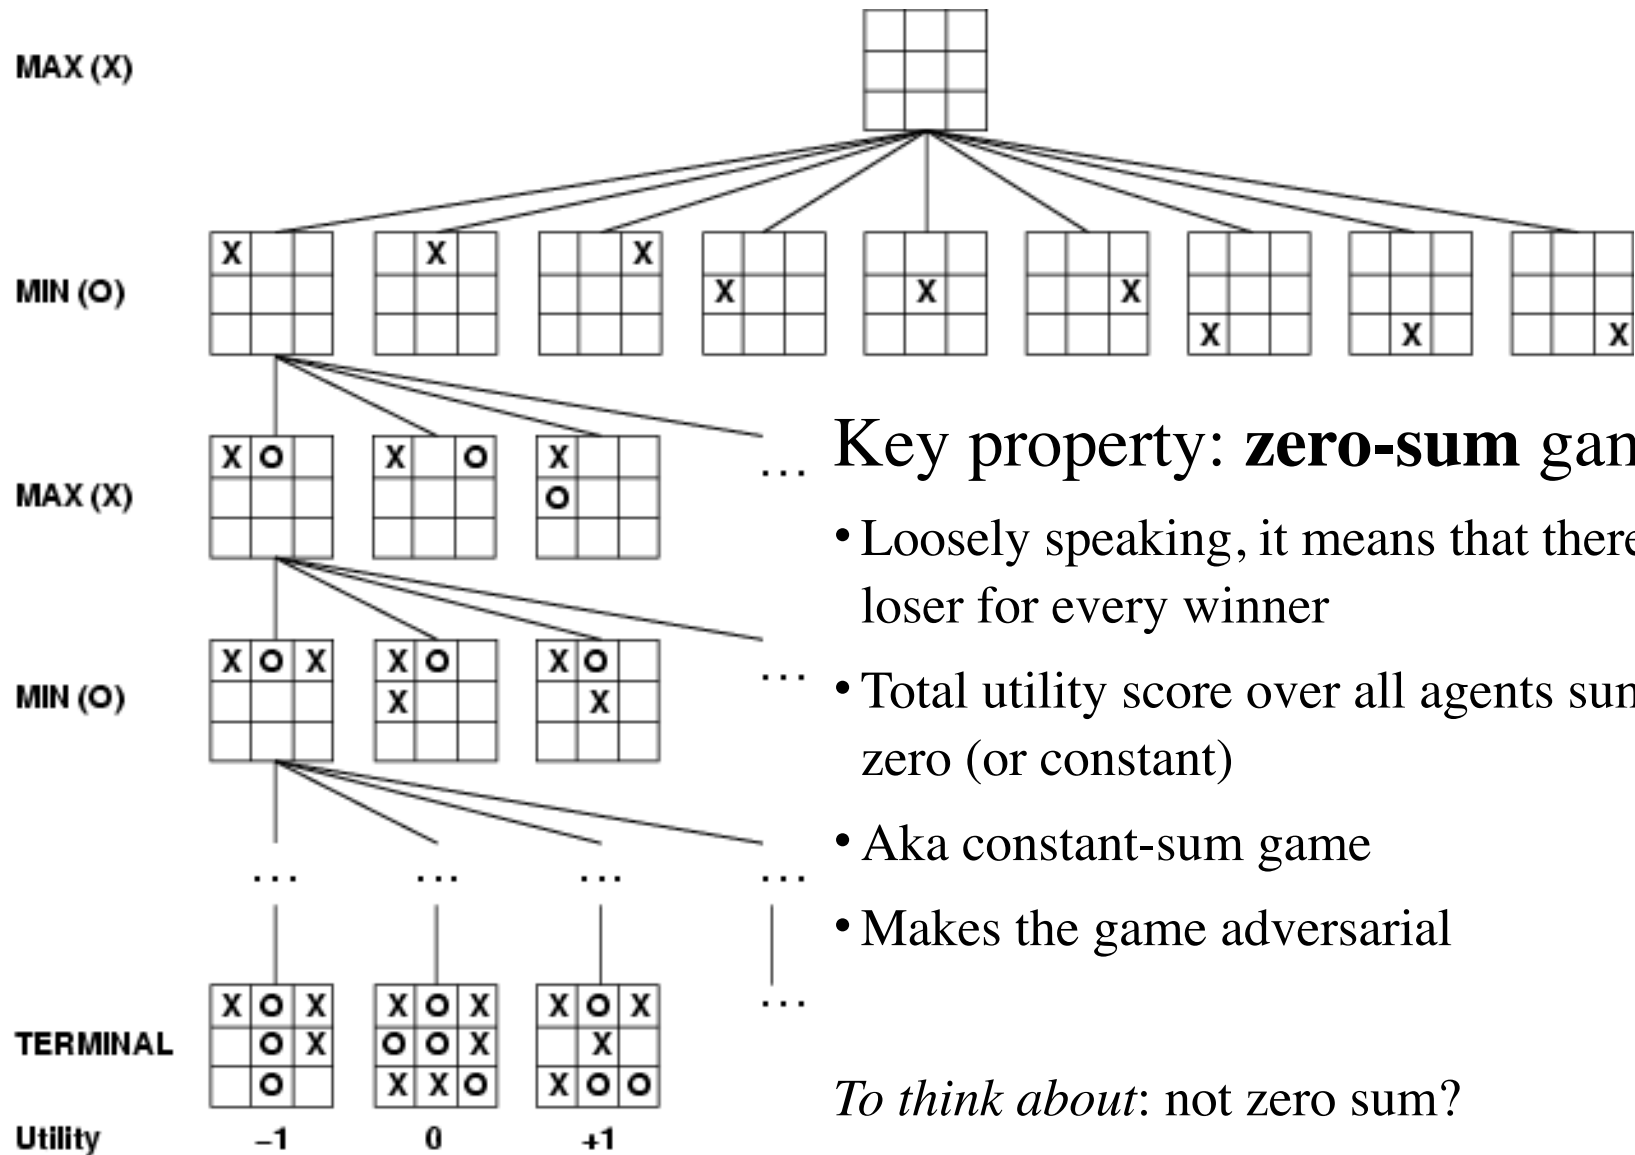 MAX (X)
X X X X X X X X X
MIN (O)
X O X O X
... Key property: zero-sum
MAX (X)
O
• Loosely speaking, it means that there
loser for every winner
X O X X O X O
... 
MIN (O)
X X
• Total utility score over all agents
zero (or constant)
• Aka constant-sum game
... ... ... ...
• Makes the game adversarial
X O X X O X X O X
...
TERMINAL
O X O O X X
O X X O X O O
To think about: not zero sum?
Utility –1 0 +1